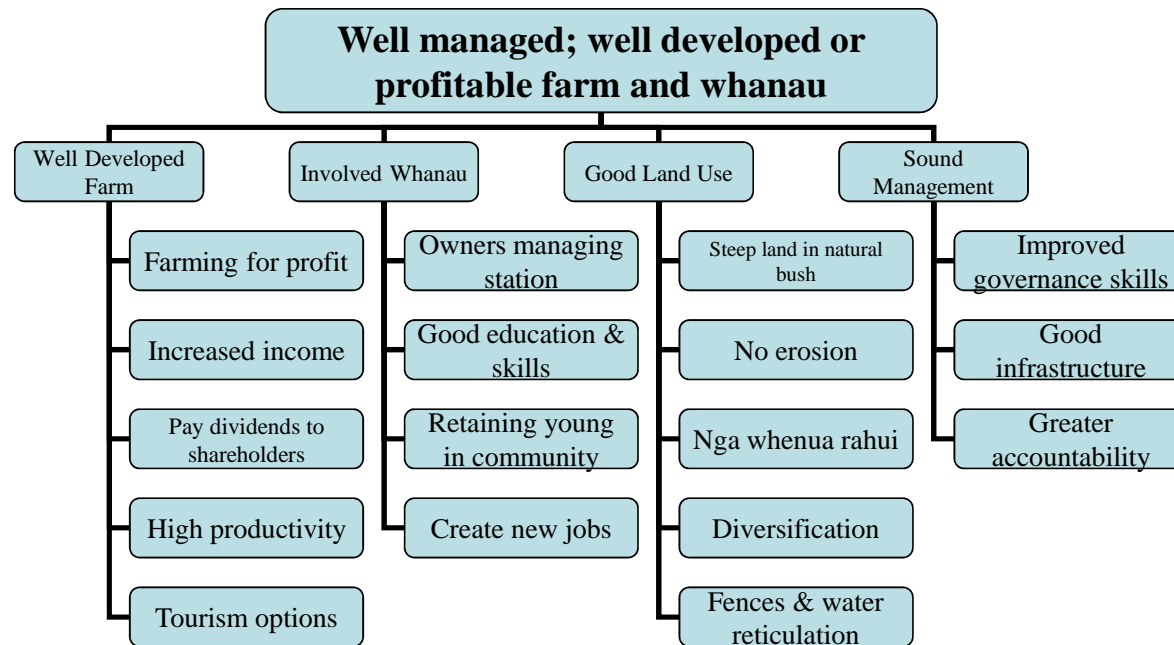 Well managed; well developed or
profitable farm and whanau
Well Developed
Farm
Farming for profit
Increased income
Pay dividends to
shareholders
High productivity
Tourism options
Involved Whanau
Owners managing
station
Good education &
skills
Retaining young
in community
Create new jobs
Good Land Use
Steep land in natural
bush
No erosion
Nga whenua rahui
Diversification
Fences & water
reticulation
Sound
Management
Improved
governance skills
Good
infrastructure
Greater
accountability